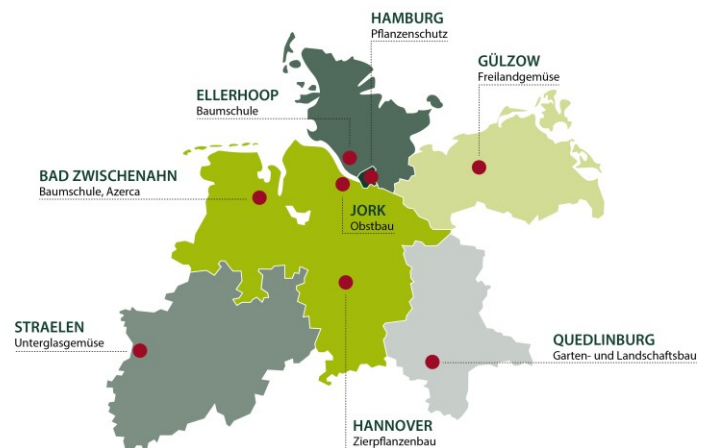 HAMBURG
Pflanzenschutz
GÜLZOW
Freilandgemüse
ELLERHOOP
Baumschule
BAD ZWISCHENAHN
Baumschule, Azerca
JORK
Obstbau
STRAELEN
Unterglasgemüse
QUEDLINBURG
Garten- und Landschaftsbau
HANNOVER
Zierpflanzenbau